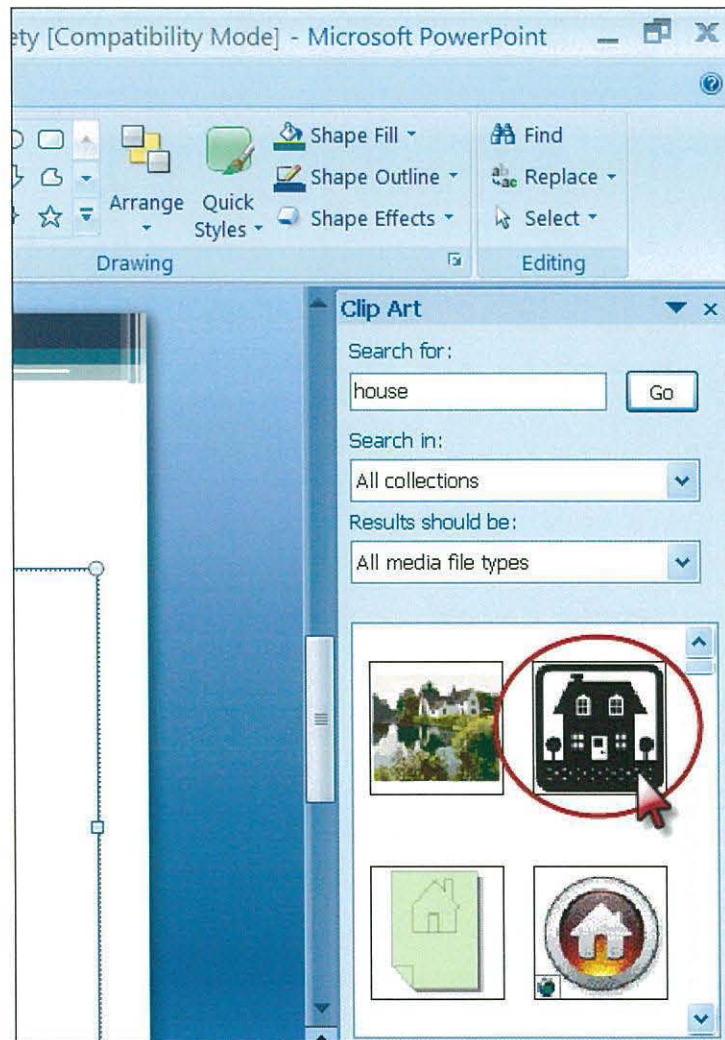 ety [Compatibility Mode] - Microsoft PowerPoint
Shape Fill
Find
Shape Outline
Replace
Arrange
Quick
Styles
Shape Effects
Select
Drawing
Editing
Clip Art
Search for:
house
Go
Search in:
All collections
Results should be:
All media file types